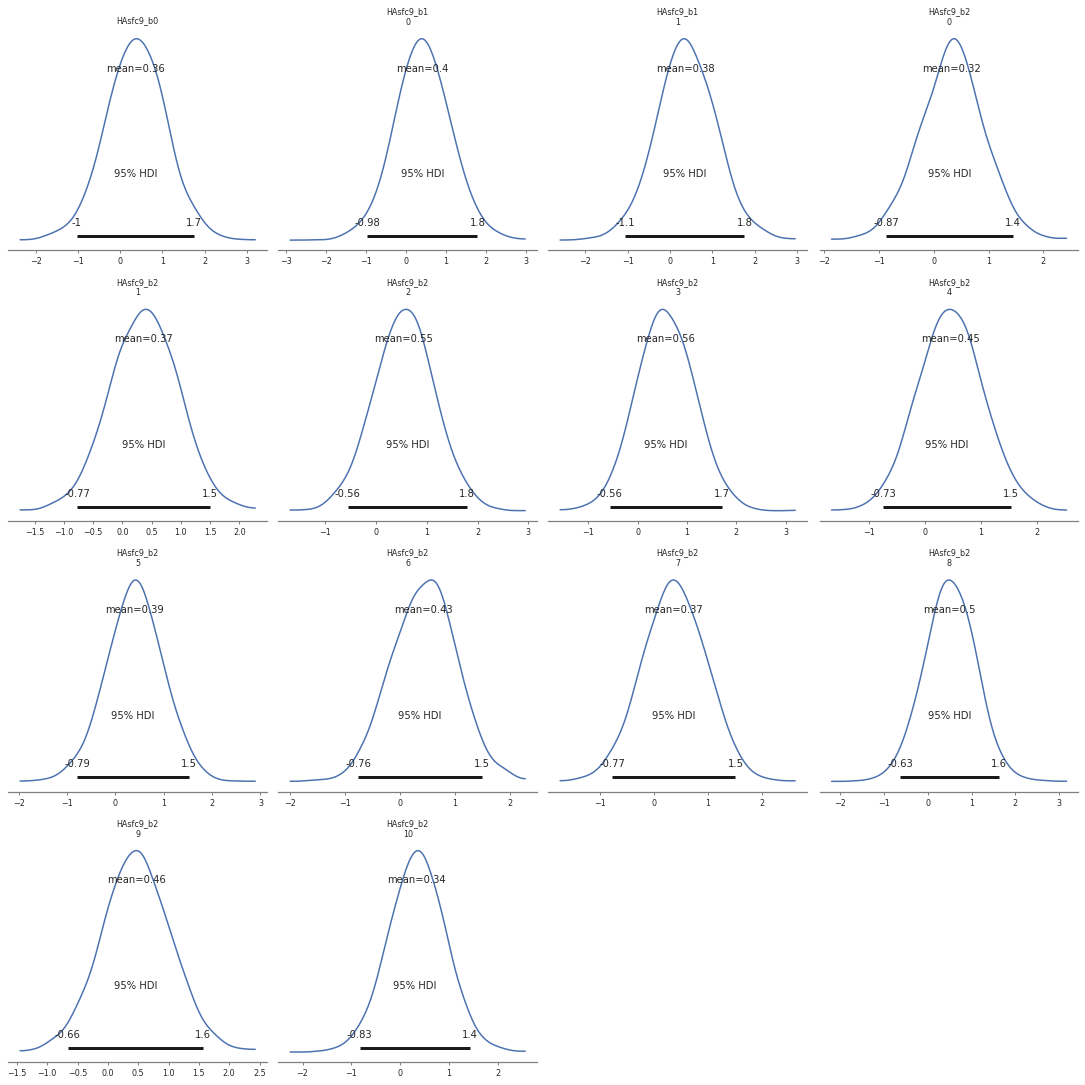 HAsfc9_b0
mean=0.36
95% HDI
-1 1.7
−2 −1 0 1 2 3
HAsfc9_b1
0
mean=0.4
95% HDI
-0.98 1.8
−3 −2 −1 0 1 2 3
HAsfc9_b1
1
mean=0.38
95% HDI
-1.1 1.8
−2 −1 0 1 2 3
HAsfc9_b2
0
mean=0.32
95% HDI
-0.87 1.4
−2 −1 0 1 2
HAsfc9_b2
1
mean=0.37
95% HDI
-0.77 1.5
−1.5 −1.0 −0.5 0.0 0.5 1.0 1.5 2.0
HAsfc9_b2
2
mean=0.55
95% HDI
-0.56 1.8
−1 0 1 2 3
HAsfc9_b2
3
mean=0.56
95% HDI
-0.56 1.7
−1 0 1 2 3
HAsfc9_b2
4
mean=0.45
95% HDI
-0.73 1.5
−1 0 1 2
HAsfc9_b2
5
mean=0.39
95% HDI
-0.79 1.5
−2 −1 0 1 2 3
HAsfc9_b2
6
mean=0.43
95% HDI
-0.76 1.5
−2 −1 0 1 2
HAsfc9_b2
7
mean=0.37
95% HDI
-0.77 1.5
−1 0 1 2
HAsfc9_b2
8
mean=0.5
95% HDI
-0.63 1.6
−2 −1 0 1 2 3
HAsfc9_b2
9
mean=0.46
95% HDI
-0.66 1.6
−1.5 −1.0 −0.5 0.0 0.5 1.0 1.5 2.0 2.5
HAsfc9_b2
10
mean=0.34
95% HDI
-0.83 1.4
−2 −1 0 1 2